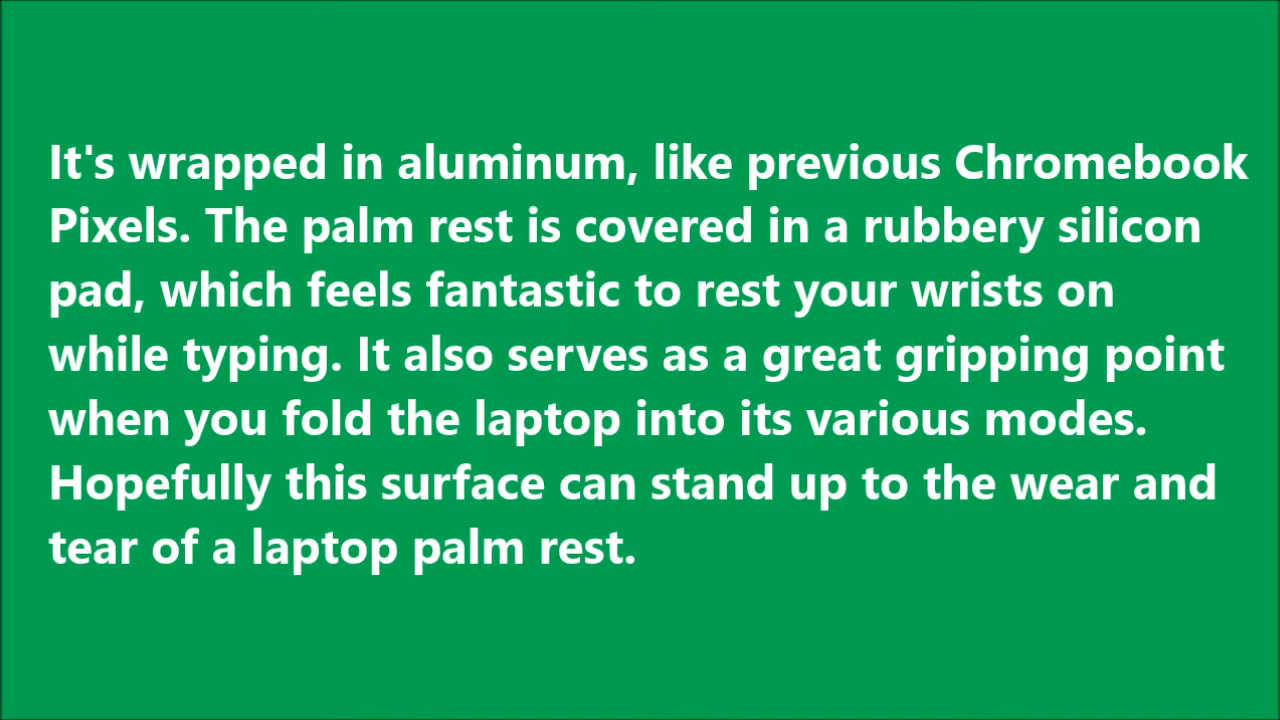 It's wrapped in aluminum, like previous Chromebook
Pixels. The palm rest is covered in a rubbery silicon
pad, which feels fantastic to rest your wrists on
while typing. It also serves as a great gripping point
when you fold the laptop into its various modes.
Hopefully this surface can stand up to the wear and
tear of a laptop palm rest.